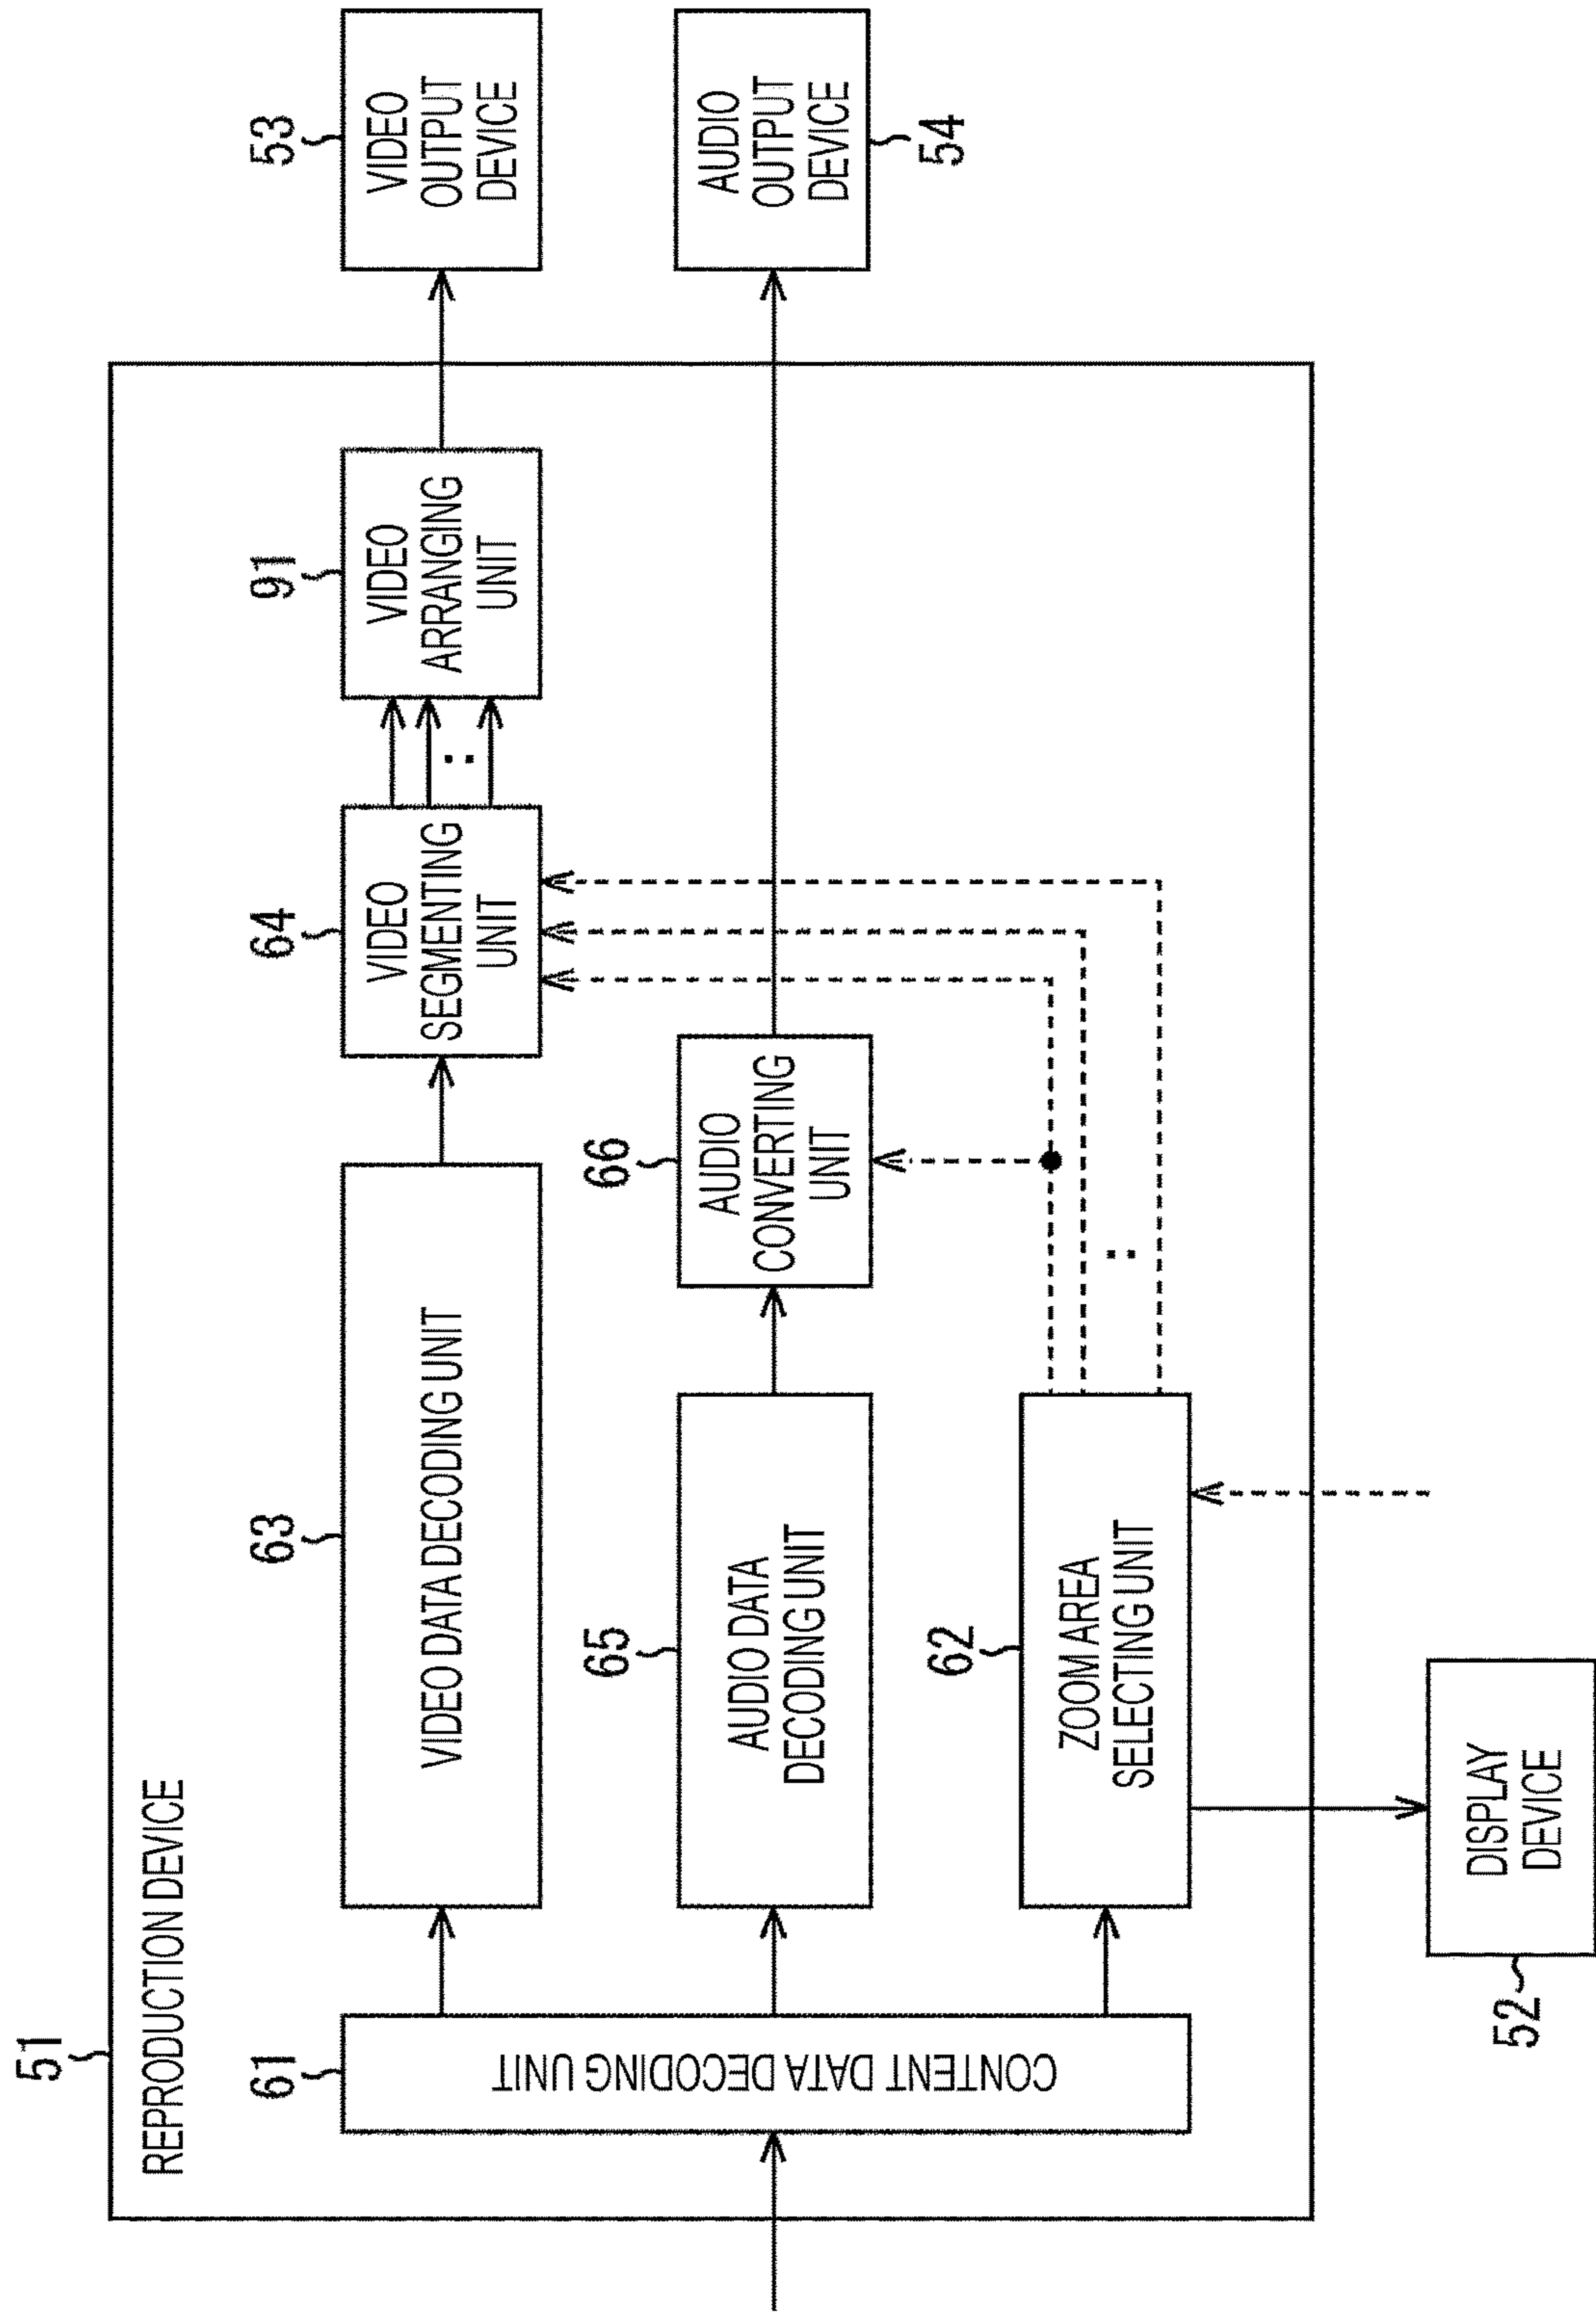 51
REPRODUCTION DEVICE
61
CONTENT DATA DECODING UNIT
63
VIDEO DATA DECODING UNIT
64
VIDEO
SEGMENTING
UNIT
91
VIDEO
ARRANGING
UNIT
53
VIDEO
OUTPUT
DEVICE
65
AUDIO DATA
DECODING UNIT
66
AUDIO
CONVERTING
UNIT
AUDIO
OUTPUT
DEVICE
54
62
ZOOM AREA
SELECTING UNIT
52
DISPLAY
DEVICE